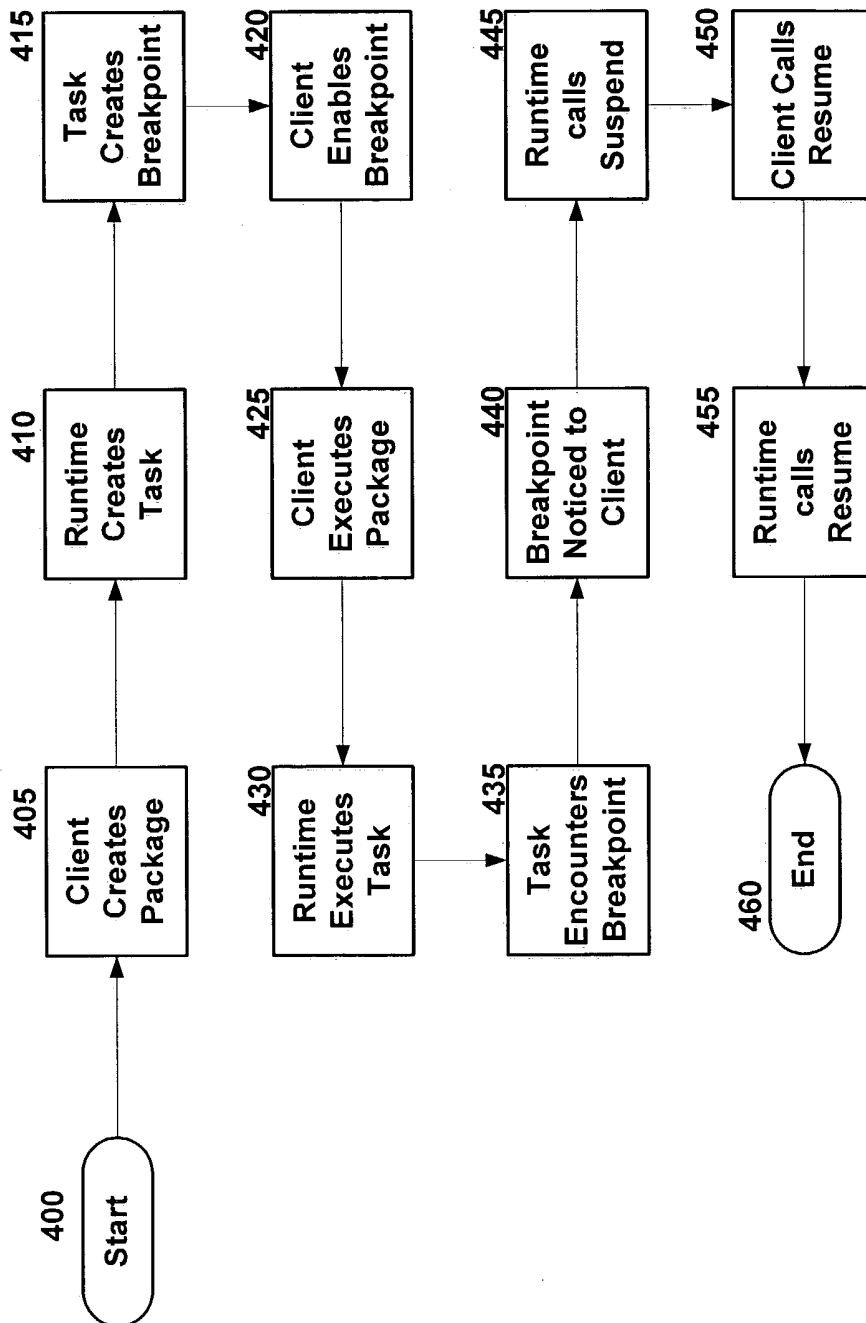 400
Start
405
Client
Creates
Package
410
Runtime
Creates
Task
415
Task
Creates
Breakpoint
420
Client
Enables
Breakpoint
425
Client
Executes
Package
430
Runtime
Executes
Task
435
Task
Encounters
Breakpoint
440
Breakpoint
Noticed to
Client
445
Runtime
calls
Suspend
450
Client Calls
Resume
455
Runtime
calls
Resume
460
End